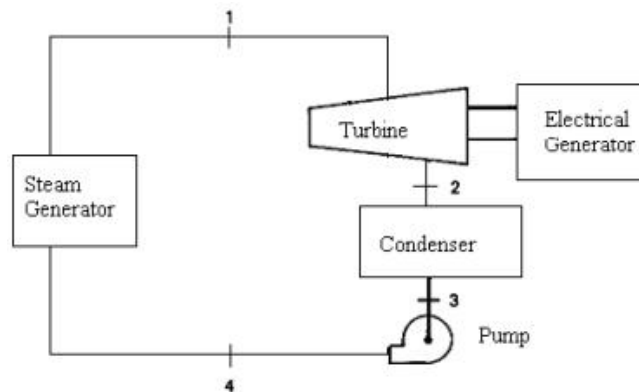 1
Turbine
Electrical
Generator
Steam
Generator
2
Condenser
3
Pump
4